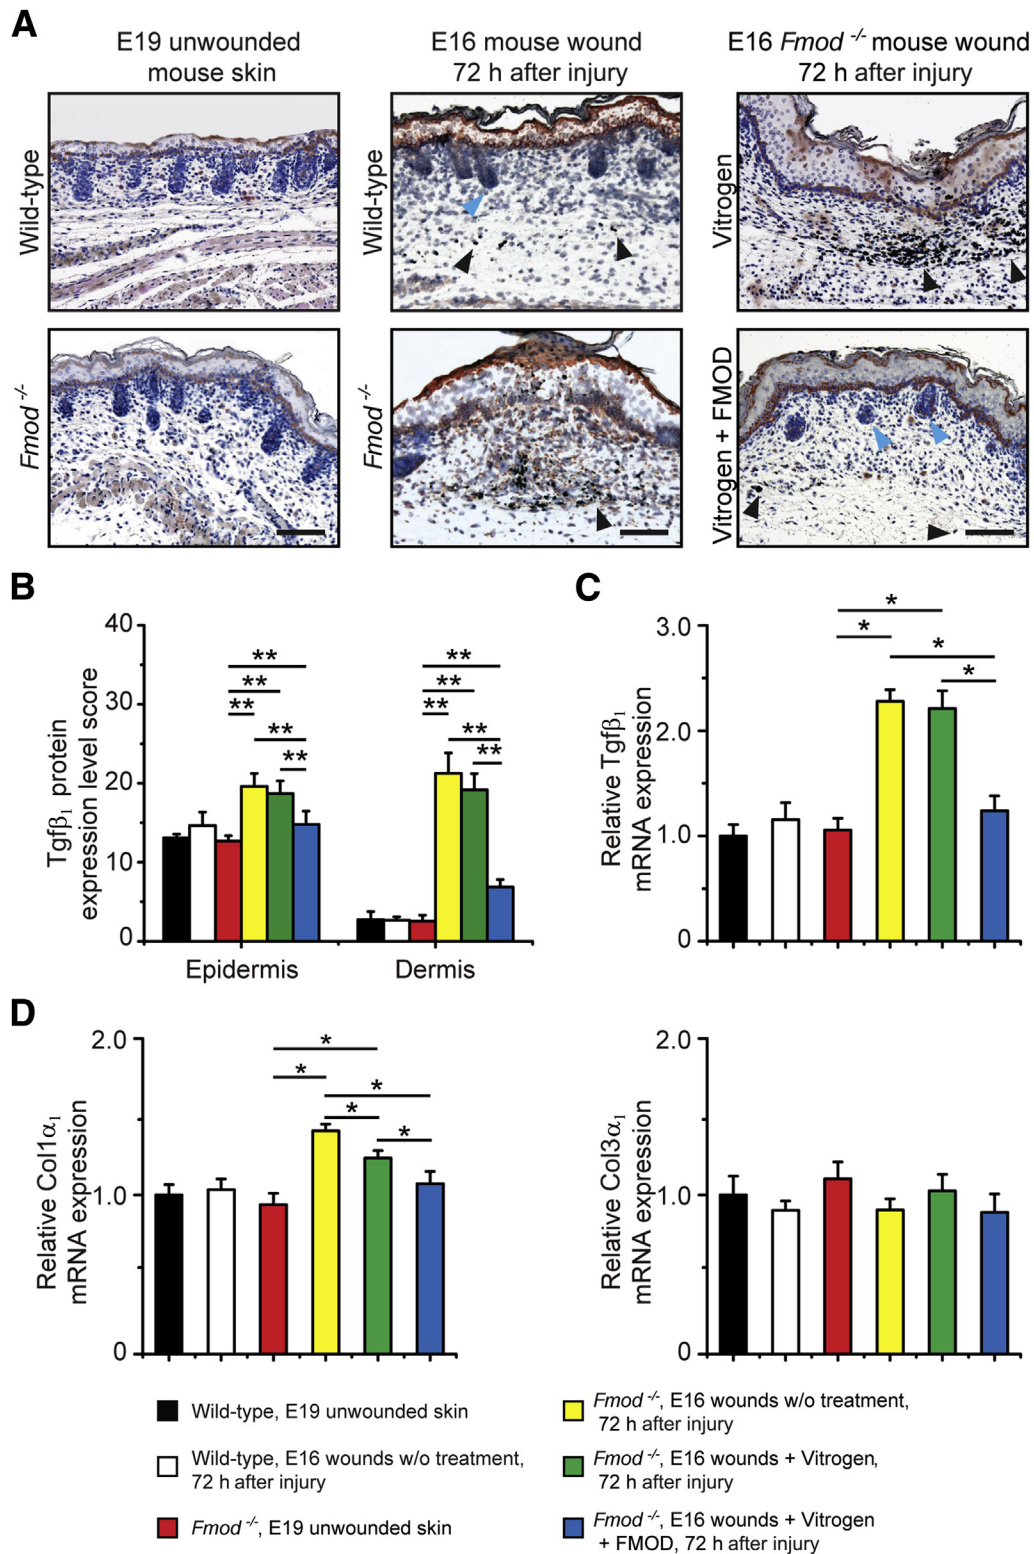 A
E19 unwounded
mouse skin
E16 mouse wound
72 h after injury
E16 Fmod -/- mouse wound
72 h after injury
Wild-type
Wild-type
Vitrogen
Fmod -/-
Fmod -/-
Vitrogen + FMOD
B
Tgfβ1 protein
expression level score
40
30
20
10
0
**
**
**
**
**
**
**
**
**
**
Epidermis
Dermis
C
Relative Tgfβ1
mRNA expression
3.0
2.0
1.0
0
*
*
*
*
D
Relative Col1α1
mRNA expression
2.0
1.0
0
*
*
*
*
*
Relative Col3α1
mRNA expression
2.0
1.0
0
Wild-type, E19 unwounded skin
Wild-type, E16 wounds w/o treatment,
72 h after injury
Fmod -/-, E19 unwounded skin
Fmod -/-, E16 wounds w/o treatment,
72 h after injury
Fmod -/-, E16 wounds + Vitrogen,
72 h after injury
Fmod -/-, E16 wounds + Vitrogen
+ FMOD, 72 h after injury